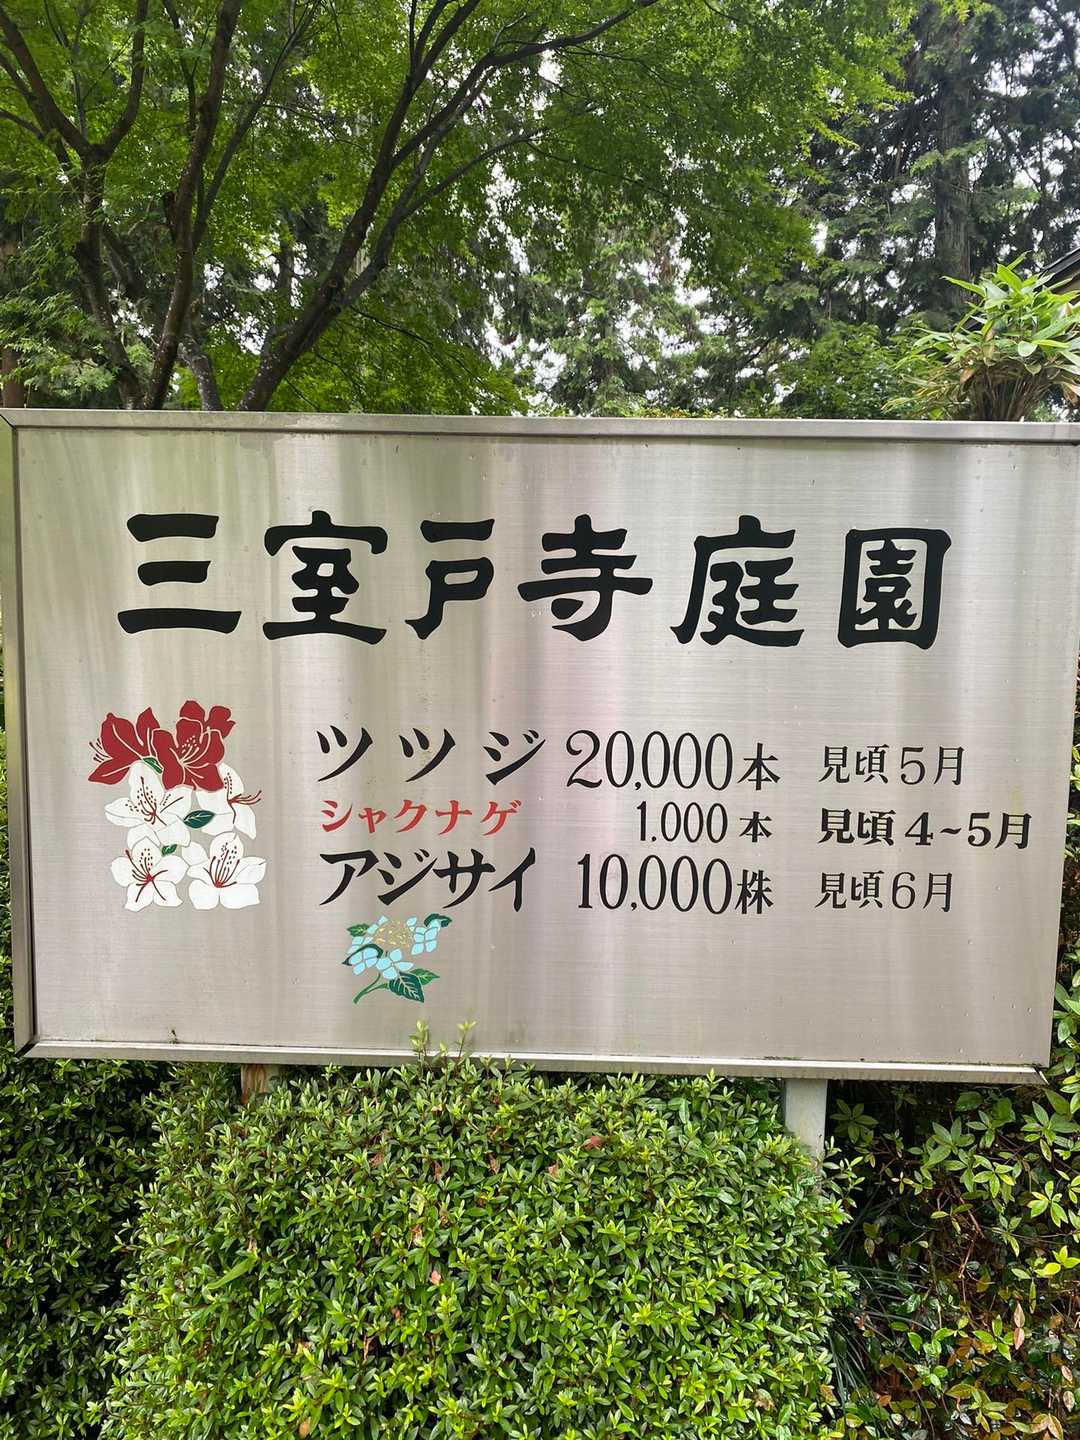 三室戸寺庭園
ツツジ 20,000本 見頃5月
シャクナゲ 1,000本 見頃4~5月
アジサイ 10,000株 見頃6月